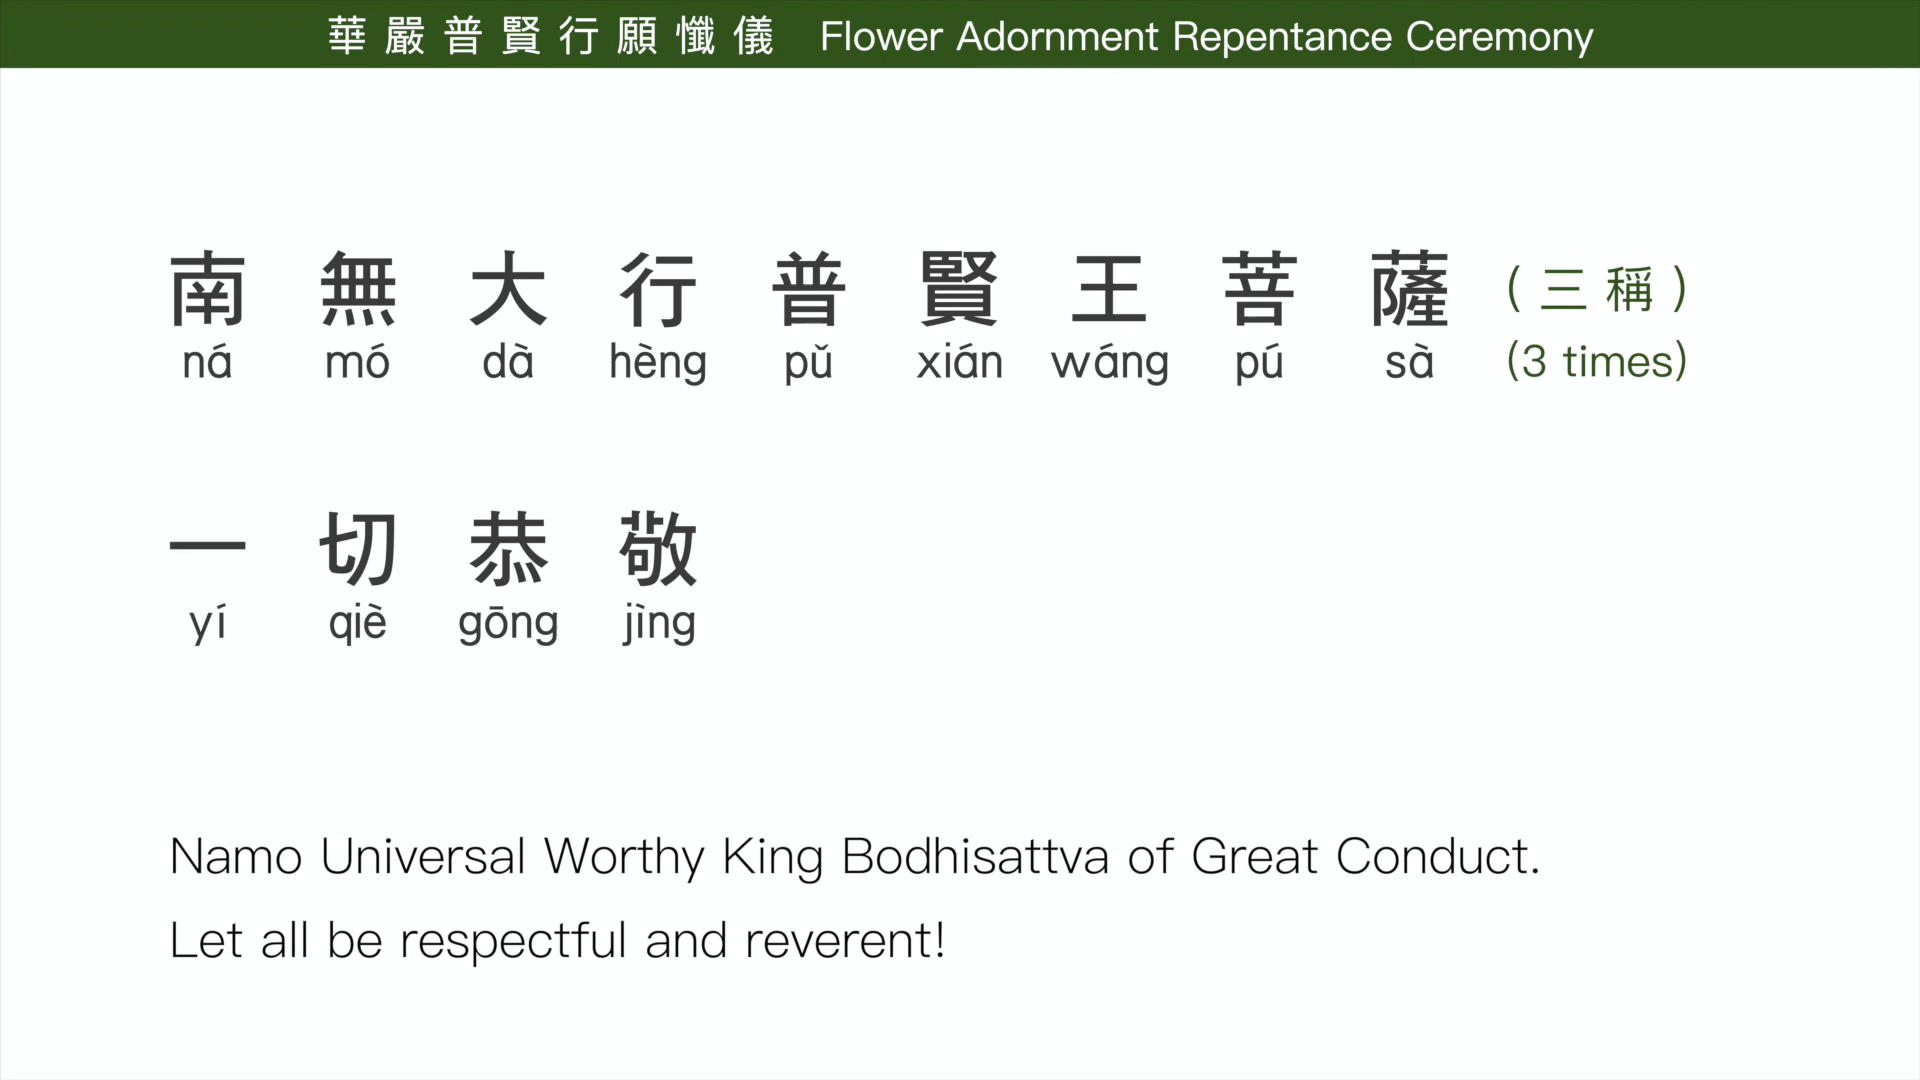 華嚴普賢行願懺儀 Flower Adornment Repentance Ceremony
南無大行普賢王菩薩 (三稱)
ná mó dà hèng pǔ xián wáng pú sà (3 times)
一切恭敬
yí qiè gōng jìng
Namo Universal Worthy King Bodhisattva of Great Conduct.
Let all be respectful and reverent!